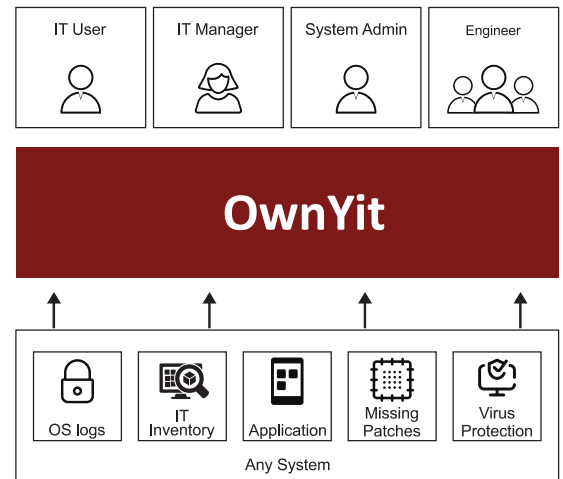 IT User
IT Manager
System Admin
Engineer
OwnYit
OS logs
IT
Inventory
Application
Missing
Patches
Virus
Protection
Any System